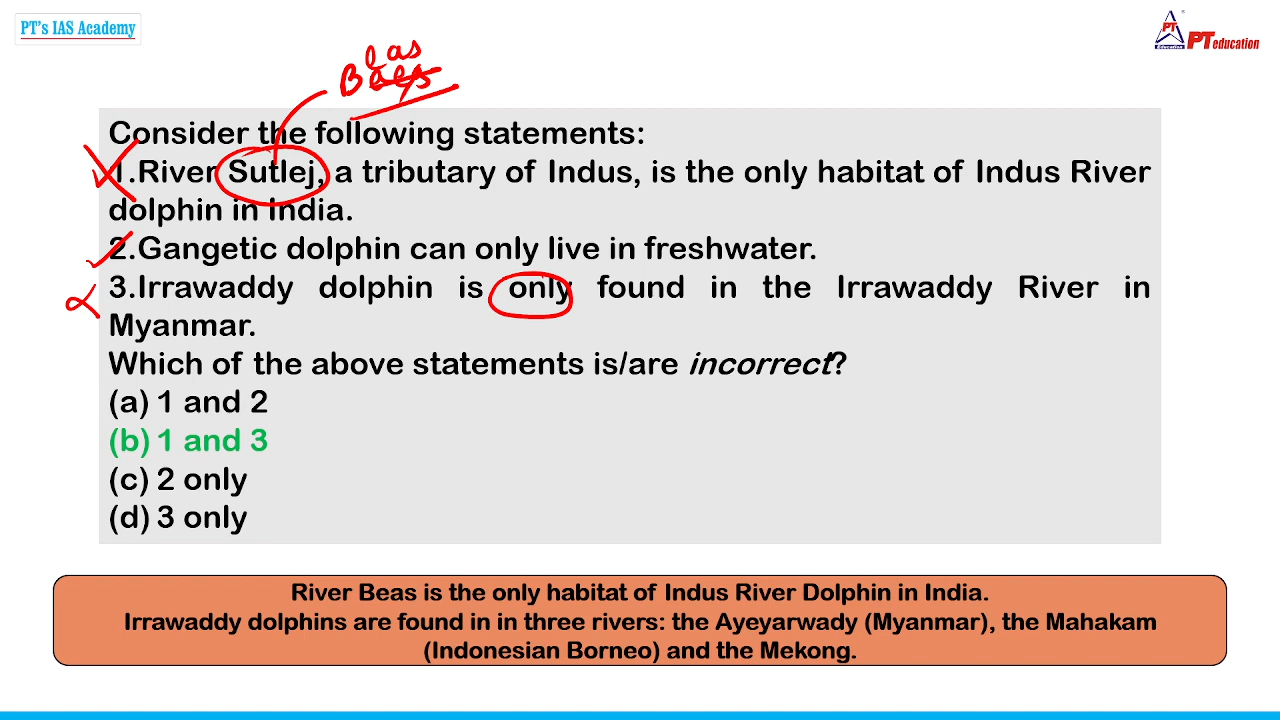 PT's IAS Academy
PT
Education
PT education
Beas
eas
Consider the following statements:
1.River Sutlej, a tributary of Indus, is the only habitat of Indus River
dolphin in India.
2.Gangetic dolphin can only live in freshwater.
3.Irrawaddy dolphin is only found in the Irrawaddy River in
Myanmar.
Which of the above statements is/are incorrect?
(a) 1 and 2
(b) 1 and 3
(c) 2 only
(d) 3 only
River Beas is the only habitat of Indus River Dolphin in India.
Irrawaddy dolphins are found in in three rivers: the Ayeyarwady (Myanmar), the Mahakam
(Indonesian Borneo) and the Mekong.